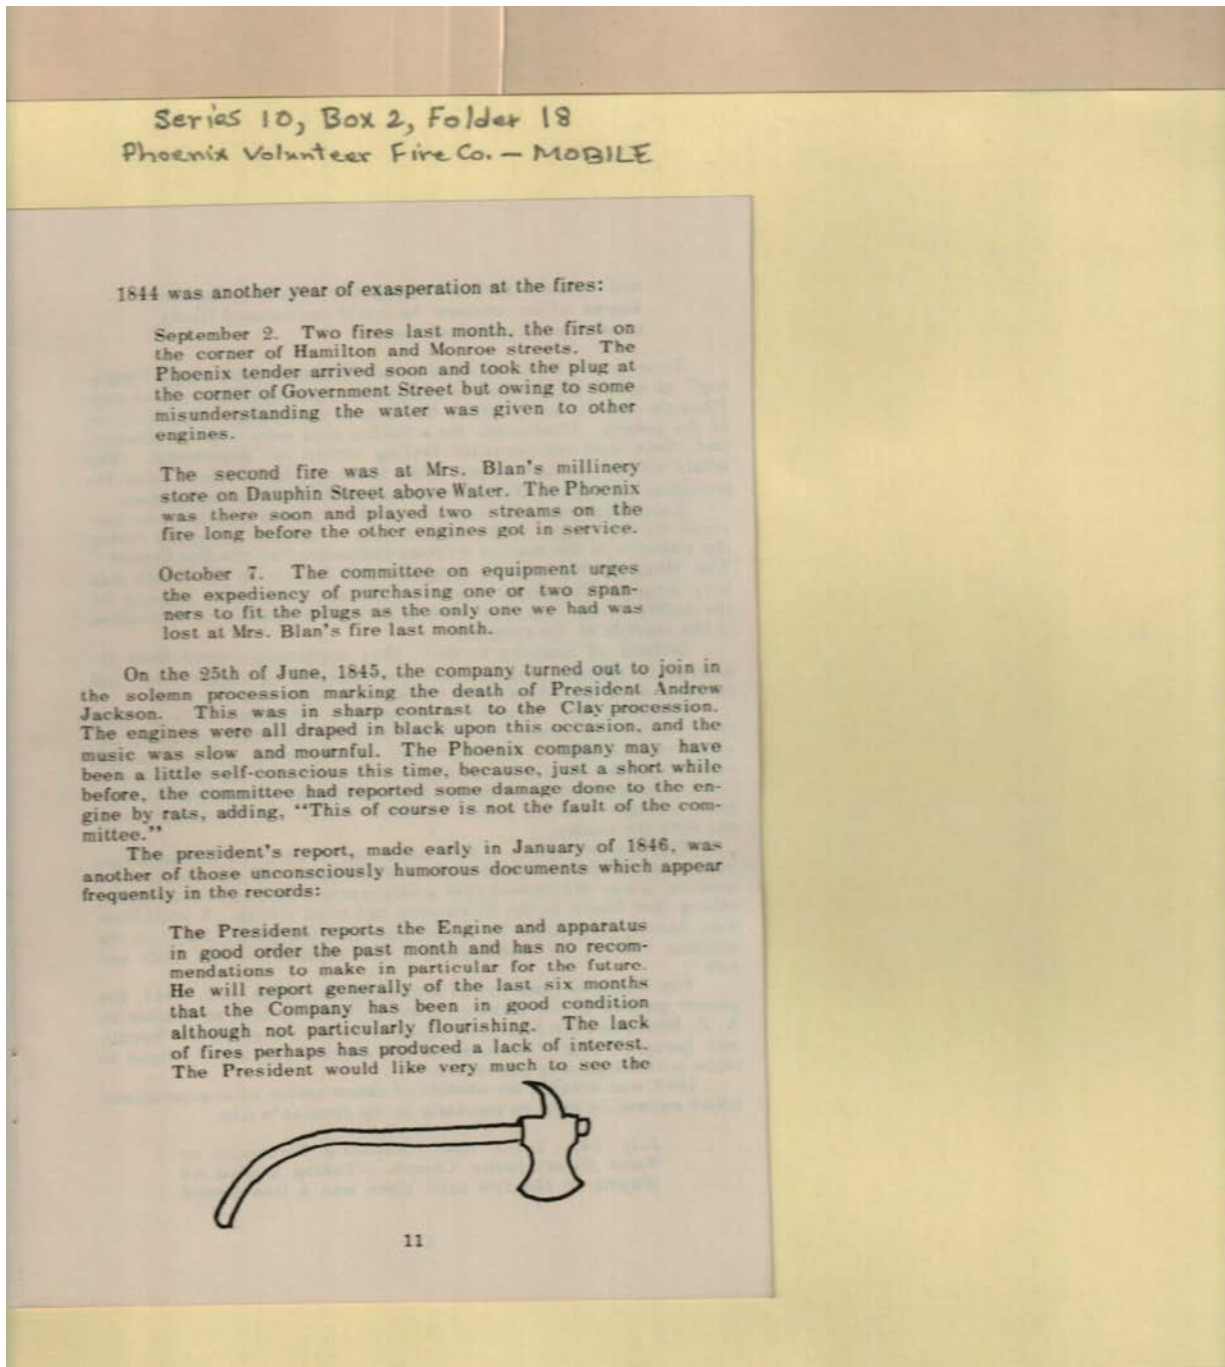 Series 10, Box 2, Folder 18
Phoenix Volunteer Fire Co. — MOBILE
1844 was another year of exasperation at the fires:
September 2. Two fires last month, the first on
the corner of Hamilton and Monroe streets. The
Phoenix tender arrived soon and took the plug at
the corner of Government Street but owing to some
misunderstanding the water was given to other
engines.
The second fire was at Mrs. Blan's millinery
store on Dauphin Street above Water. The Phoenix
was there soon and played two streams on the
fire long before the other engines got in service.
October 7. The committee on equipment urges
the expediency of purchasing one or two span-
ners to fit the plugs as the only one we had was
lost at Mrs. Blan's fire last month.
On the 25th of June, 1845, the company turned out to join in
the solemn procession marking the death of President Andrew
Jackson. This was in sharp contrast to the Clay procession.
The engines were all draped in black upon this occasion, and the
music was slow and mournful. The Phoenix company may have
been a little self-conscious this time, because, just a short while
before, the committee had reported some damage done to the en-
gine by rats, adding, "This of course is not the fault of the com-
mittee."
The president's report, made early in January of 1846, was
another of those unconsciously humorous documents which appear
frequently in the records:
The President reports the Engine and apparatus
in good order the past month and has no recom-
mendations to make in particular for the future.
He will report generally of the last six months
that the Company has been in good condition
although not particularly flourishing. The lack
of fires perhaps has produced a lack of interest.
The President would like very much to see the
11